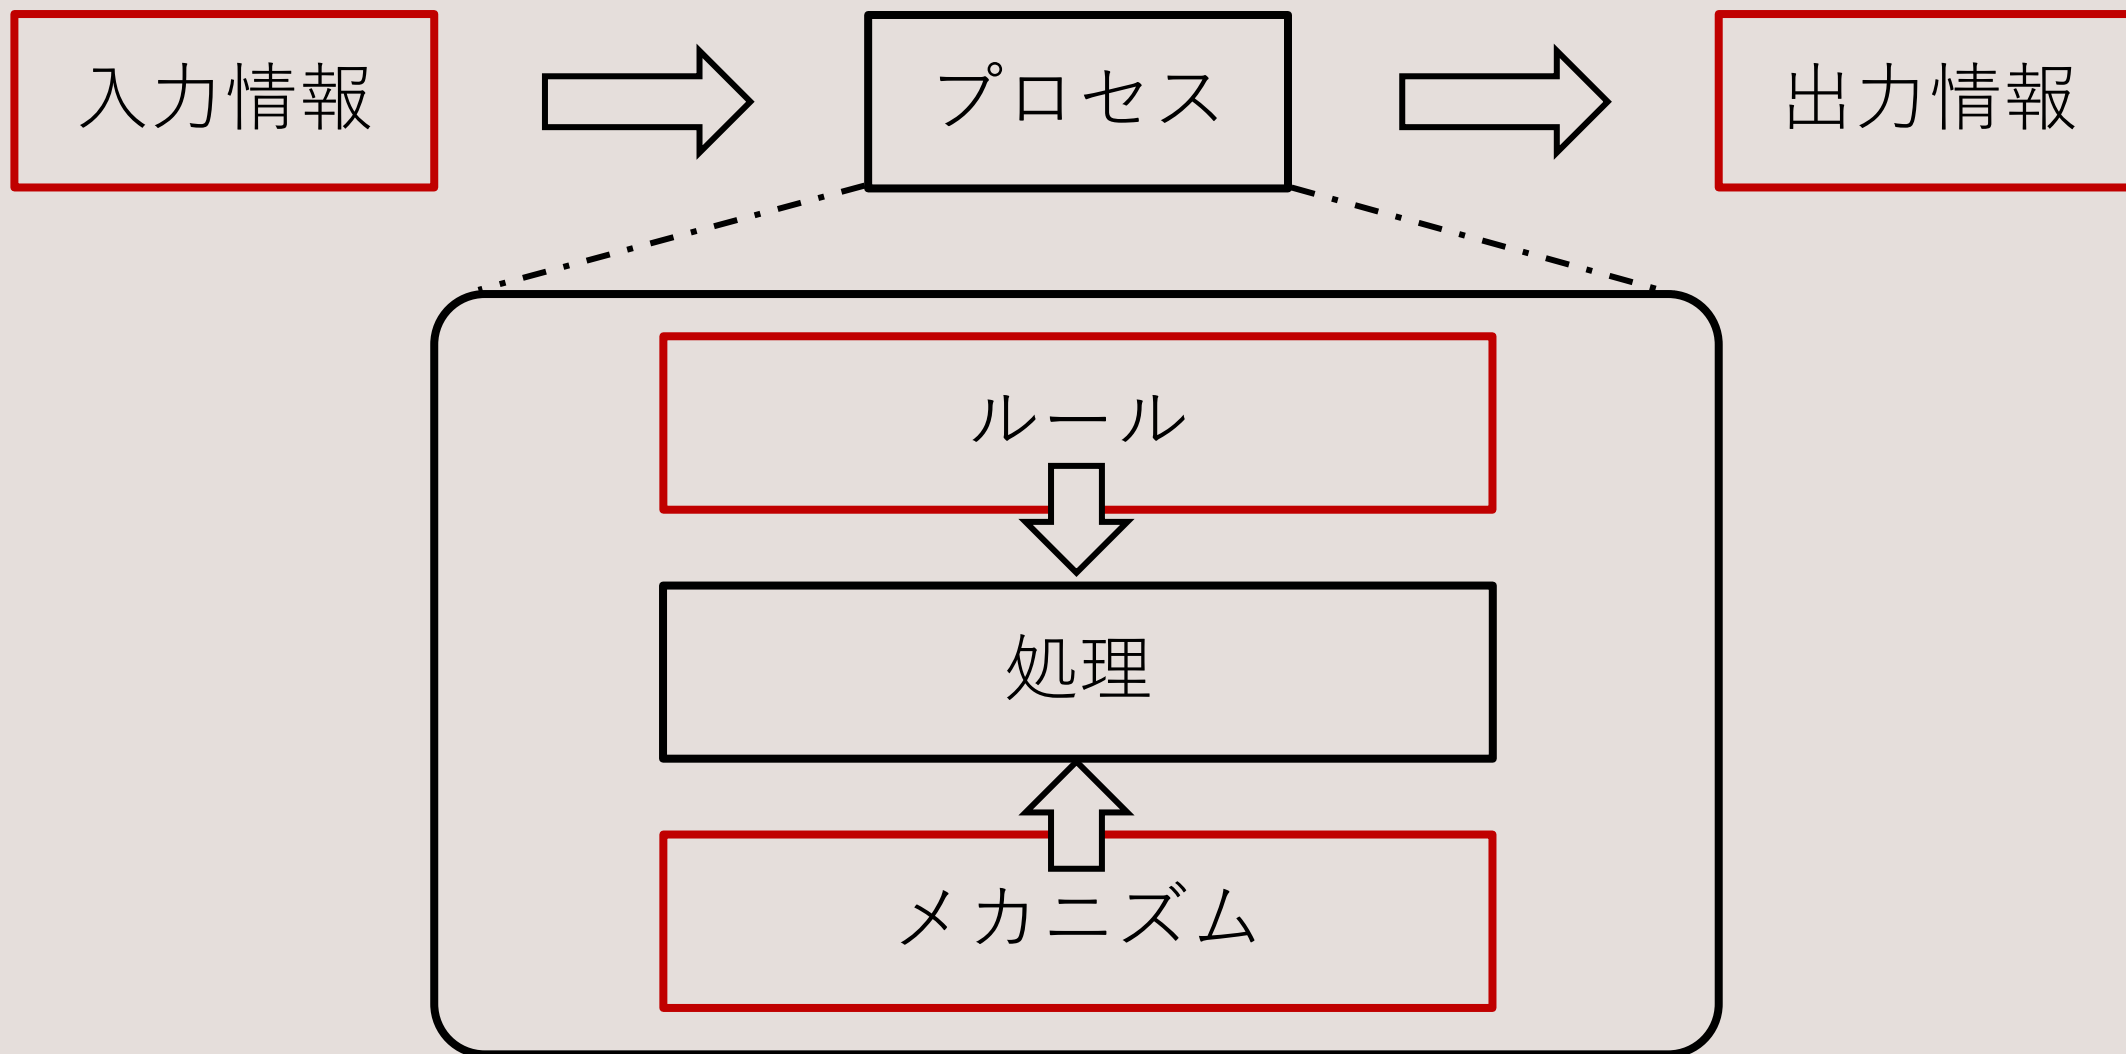 入力情報
プロセス
出力情報
ルール
処理
メカニズム